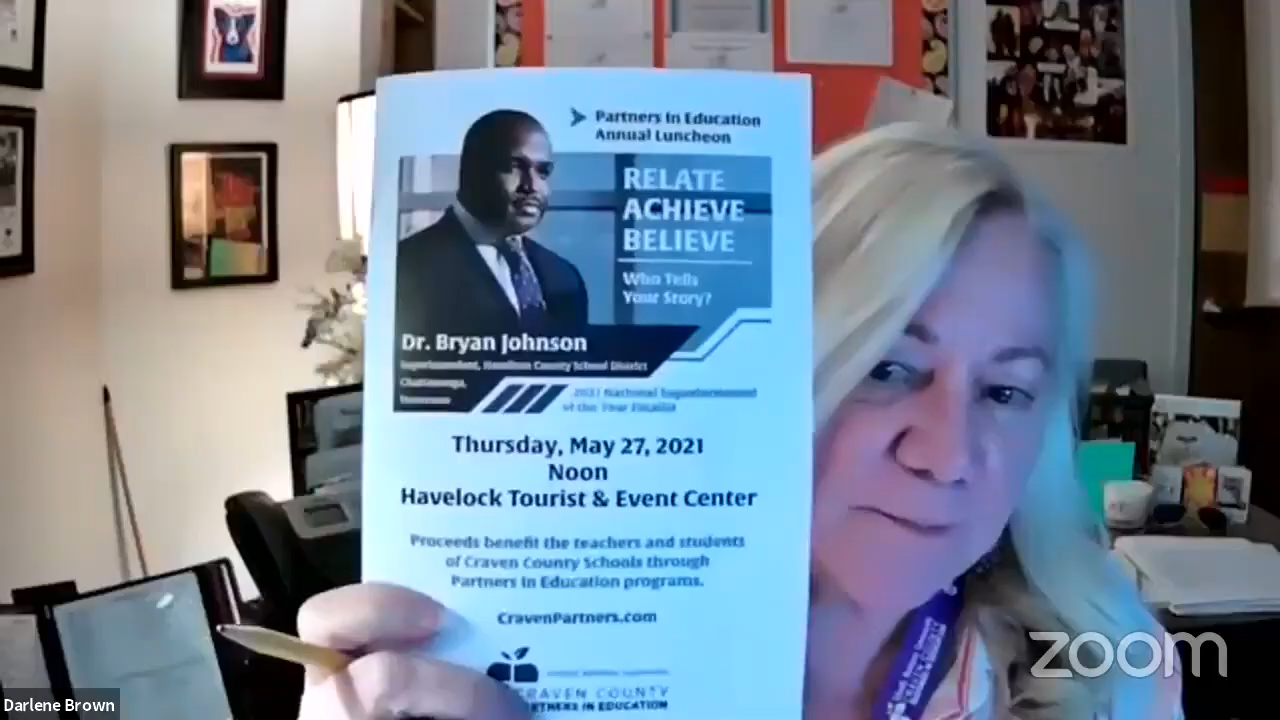 Partners in Education
Annual Luncheon
RELATE
ACHIEVE
BELIEVE
Who Tells
Your Story?
Dr. Bryan Johnson
Superintendent, Hamilton County School District
Chattanooga,
Tennessee
2021 National Superintendent
of the Year Finalist
Thursday, May 27, 2021
Noon
Havelock Tourist & Event Center
Proceeds benefit the teachers and students
of Craven County Schools through
Partners in Education programs.
CravenPartners.com
CRAVEN COUNTY
PARTNERS IN EDUCATION
zoom
Darlene Brown